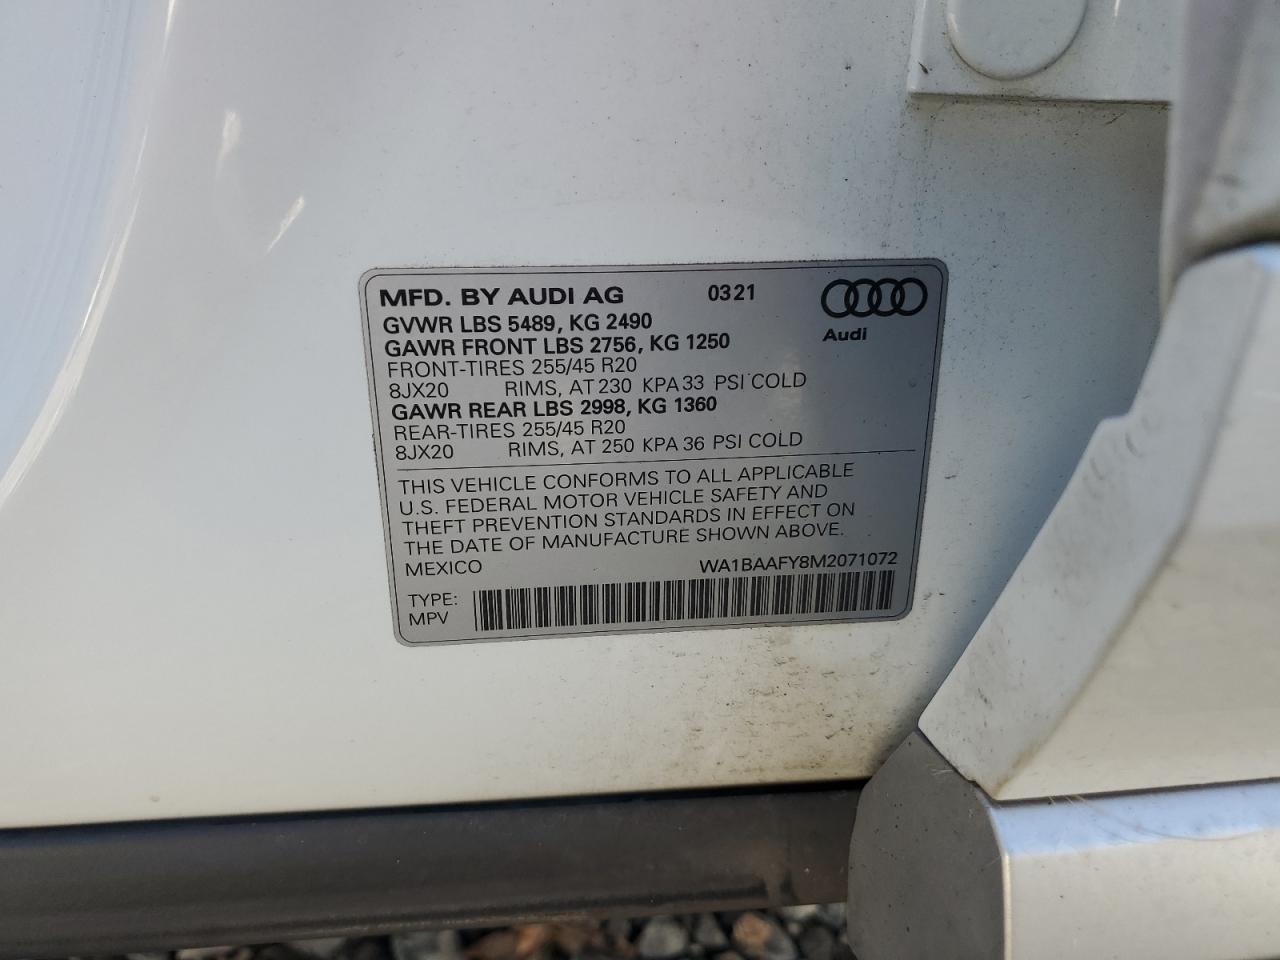 MFD. BY AUDI AG 0321
Audi
GVWR LBS 5489, KG 2490
GAWR FRONT LBS 2756, KG 1250
FRONT-TIRES 255/45 R20
8JX20 RIMS, AT 230 KPA 33 PSI COLD
GAWR REAR LBS 2998, KG 1360
REAR-TIRES 255/45 R20
8JX20 RIMS, AT 250 KPA 36 PSI COLD
THIS VEHICLE CONFORMS TO ALL APPLICABLE
U.S. FEDERAL MOTOR VEHICLE SAFETY AND
THEFT PREVENTION STANDARDS IN EFFECT ON
THE DATE OF MANUFACTURE SHOWN ABOVE.
MEXICO WA1BAAFY8M2071072
TYPE:
MPV